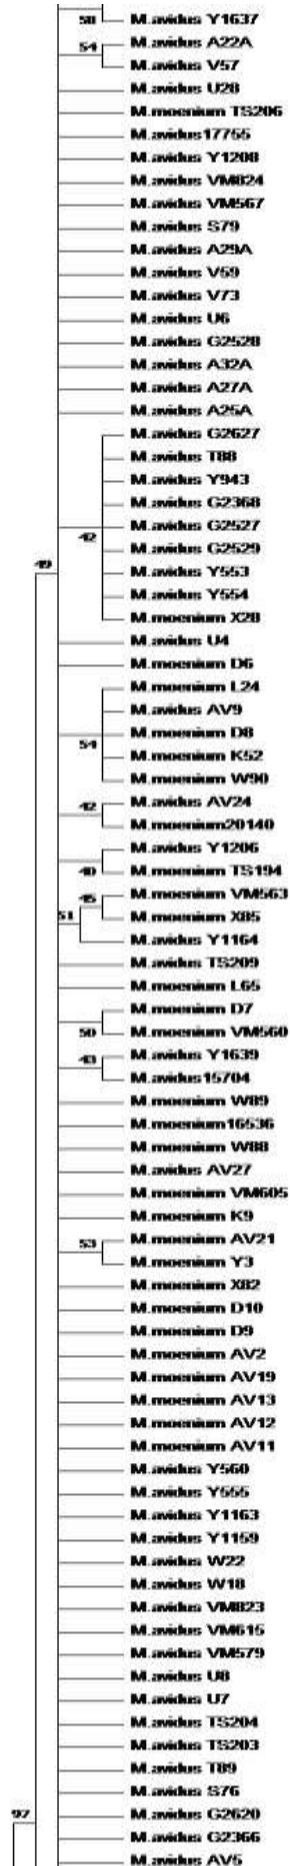 58
M.avidus Y1637
54
M.avidus A22A
M.avidus V57
M.avidus U28
M.moenium TS206
M.avidus17755
M.avidus Y1208
M.avidus VM824
M.avidus VM567
M.avidus S79
M.avidus A29A
M.avidus V59
M.avidus V73
M.avidus U6
M.avidus G2528
M.avidus A32A
M.avidus A27A
M.avidus A25A
M.avidus G2627
M.avidus T88
M.avidus Y943
M.avidus G2368
M.avidus G2527
42
M.avidus G2529
49
M.avidus Y553
M.avidus Y554
M.moenium X28
M.avidus U4
M.moenium D6
M.moenium L24
M.avidus AV9
M.moenium D8
54
M.moenium K52
M.moenium W90
42
M.avidus AV24
M.moenium20140
M.avidus Y1206
40
M.moenium TS194
45
M.moenium VM563
51
M.moenium X85
M.avidus Y1164
M.avidus TS209
M.moenium L65
M.moenium D7
50
M.moenium VM560
43
M.avidus Y1639
M.avidus15704
M.moenium W89
M.moenium16536
M.moenium W88
M.avidus AV27
M.moenium VM605
M.moenium K9
53
M.moenium AV21
M.moenium Y3
M.moenium X82
M.moenium D10
M.moenium D9
M.moenium AV2
M.moenium AV19
M.moenium AV13
M.moenium AV12
M.moenium AV11
M.avidus Y560
M.avidus Y555
M.avidus Y1163
M.avidus Y1159
M.avidus W22
M.avidus W18
M.avidus VM823
M.avidus VM615
M.avidus VM579
M.avidus U8
M.avidus U7
M.avidus TS204
M.avidus TS203
M.avidus T89
M.avidus S76
97
M.avidus G2620
M.avidus G2366
M.avidus AV5